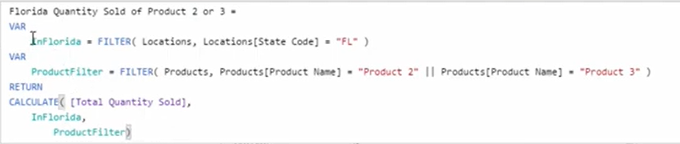 Florida Quantity Sold of Product 2 or 3 =
VAR
InFlorida = FILTER( Locations, Locations[State Code] = "FL" )
VAR
ProductFilter = FILTER( Products, Products[Product Name] = "Product 2" || Products[Product Name] = "Product 3" )
RETURN
CALCULATE( [Total Quantity Sold],
InFlorida,
ProductFilter)